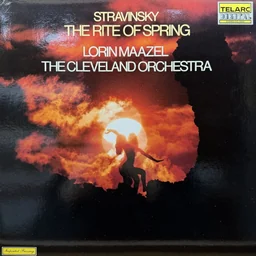 STRAVINSKY
THE RITE OF SPRING
LORIN MAAZEL
THE CLEVELAND ORCHESTRA
TELARC
DIGITAL